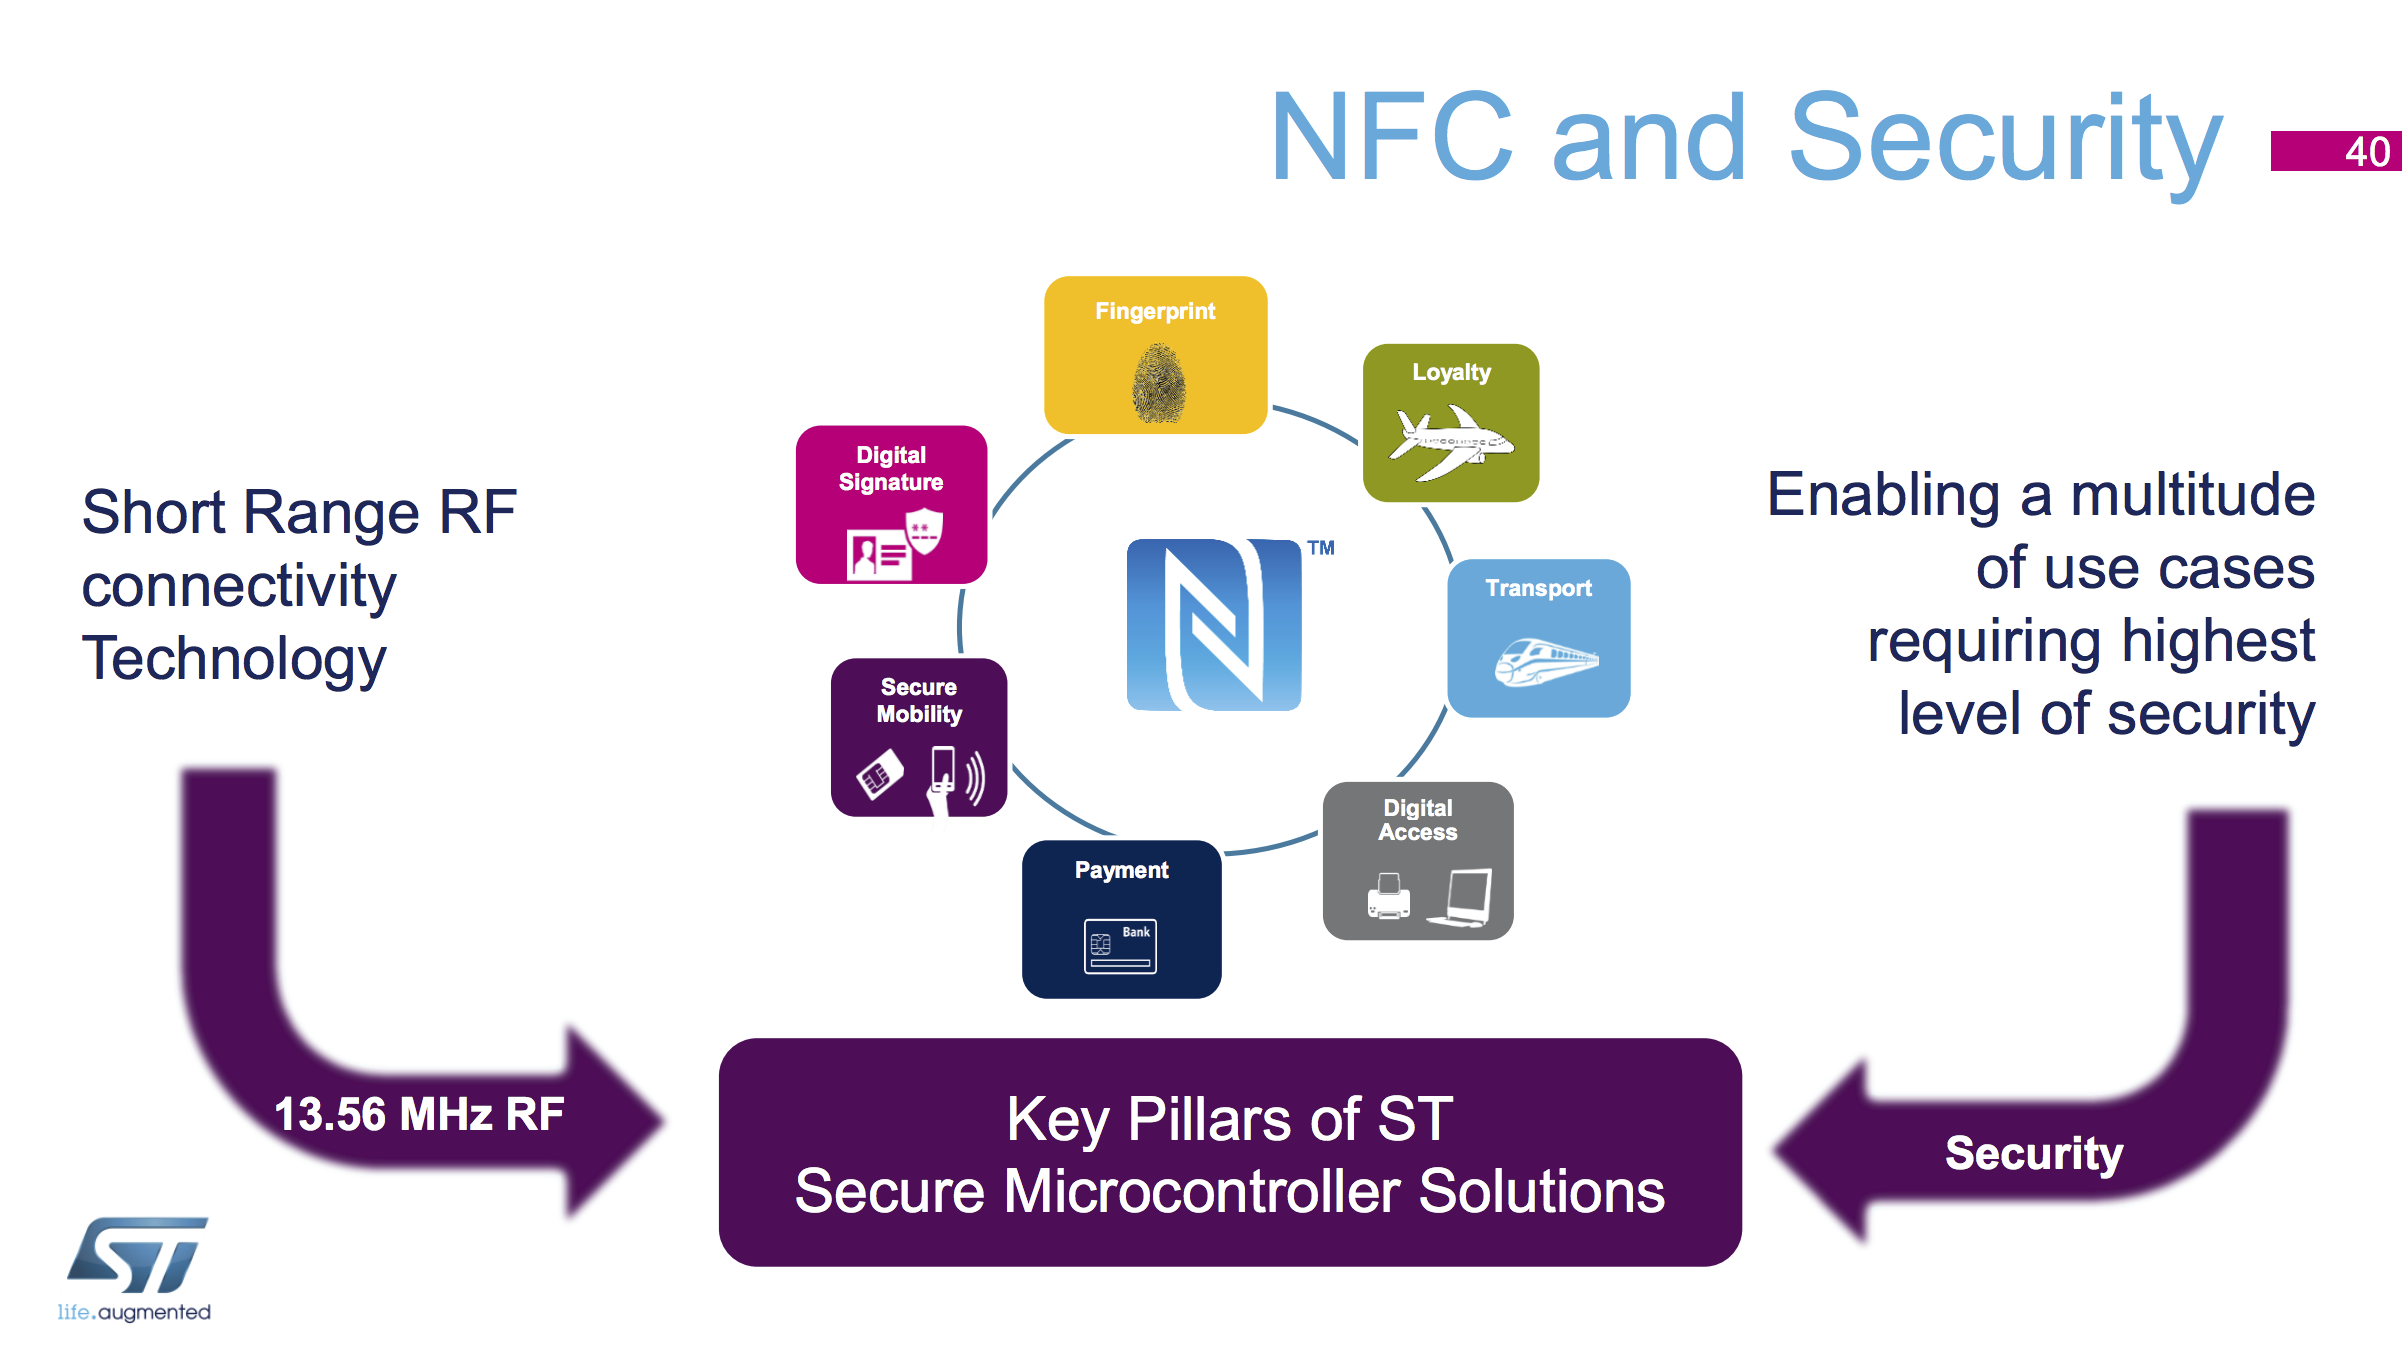 NFC and Security
40
Fingerprint
Loyalty
Digital
Signature
**
Short Range RF
connectivity
Technology
TM
Enabling a multitude
of use cases
requiring highest
level of security
Transport
Secure
Mobility
Digital
Access
Payment
Bank
13.56 MHz RF
Key Pillars of ST
Secure Microcontroller Solutions
Security
ST
life.augmented